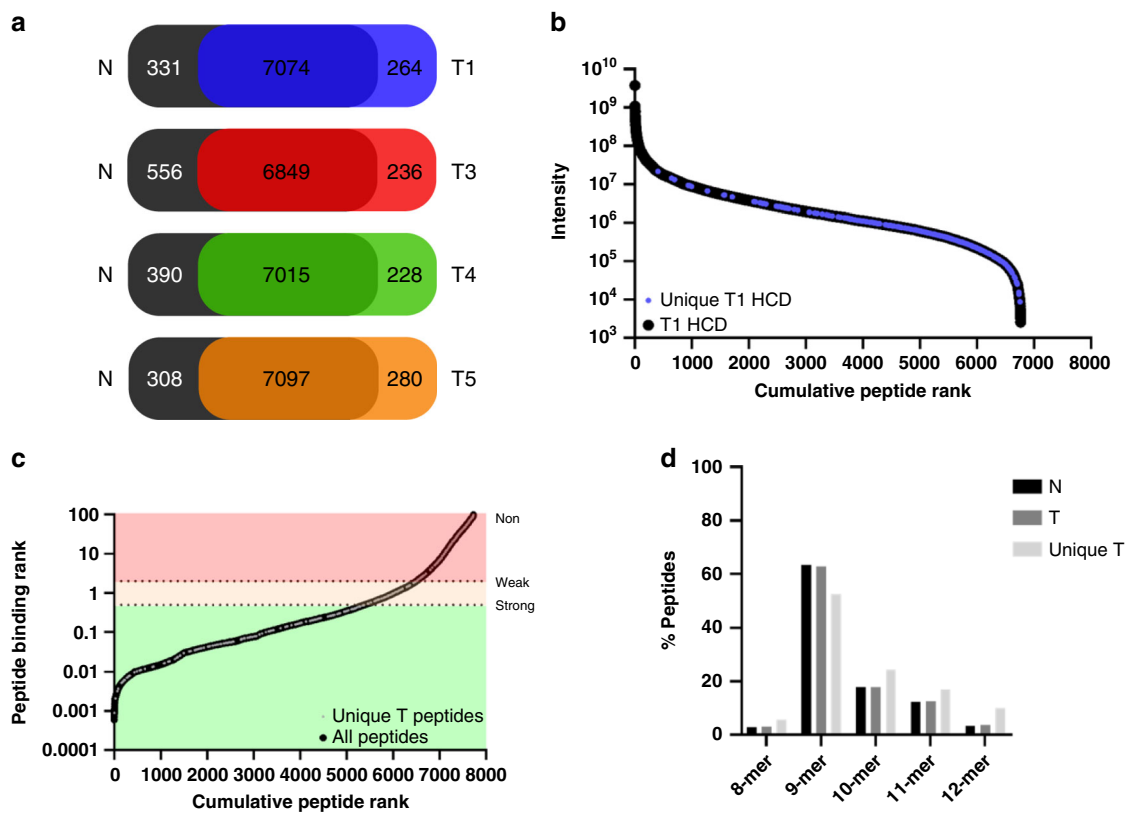 a
N 331 7074 264 T1
N 556 6849 236 T3
N 390 7015 228 T4
N 308 7097 280 T5
b
Intensity
10^10
10^9
10^8
10^7
10^6
10^5
10^4
10^3
Unique T1 HCD
T1 HCD
0 1000 2000 3000 4000 5000 6000 7000 8000
Cumulative peptide rank
c
Peptide binding rank
100
10
1
0.1
0.01
0.001
0.0001
Non
Weak
Strong
Unique T peptides
All peptides
0 1000 2000 3000 4000 5000 6000 7000 8000
Cumulative peptide rank
d
% Peptides
100
80
60
40
20
0
N
T
Unique T
8-mer 9-mer 10-mer 11-mer 12-mer